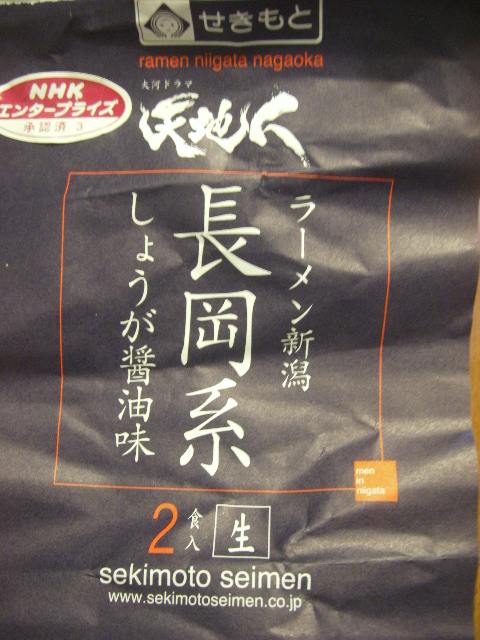 せきもと
ramen niigata nagaoka
NHK
エンタープライズ
承認済 3
大河ドラマ
天地人
ラーメン新潟
長岡系
しょうが醤油味
men
in
niigata
2食入
生
sekimoto seimen
www.sekimotoseimen.co.jp